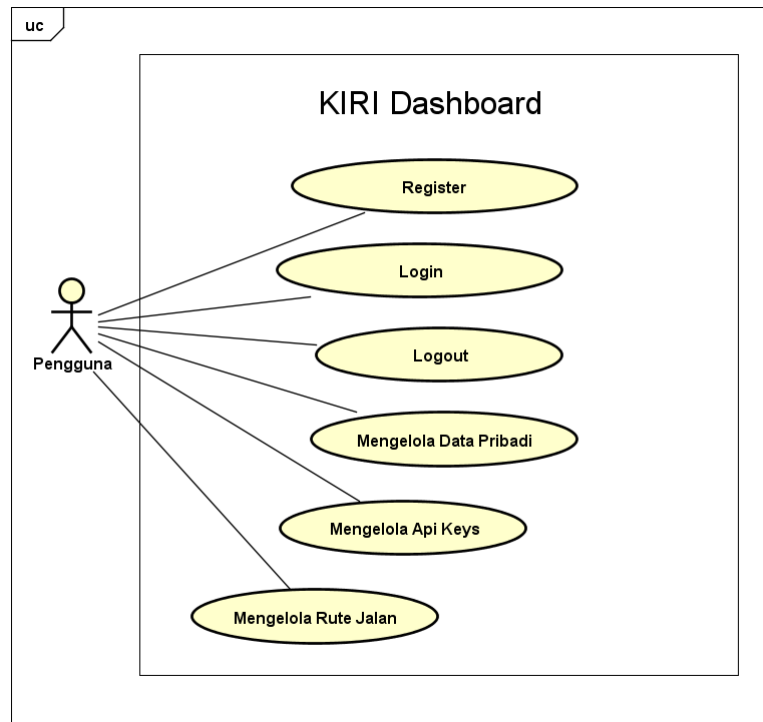 uc
KIRI Dashboard
Register
Login
Logout
Pengguna
Mengelola Data Pribadi
Mengelola Api Keys
Mengelola Rute Jalan